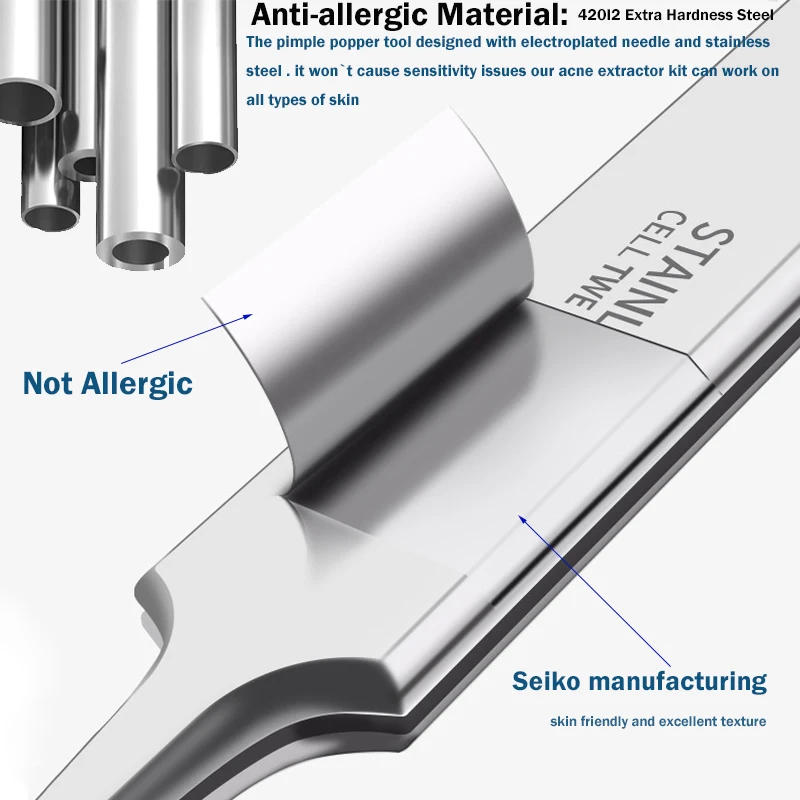 Anti-allergic Material: 420I2 Extra Hardness Steel
The pimple popper tool designed with electroplated needle and stainless
steel . it won`t cause sensitivity issues our acne extractor kit can work on
all types of skin
STAINL
CELL TWE
WE
Not Allergic
Seiko manufacturing
skin friendly and excellent texture